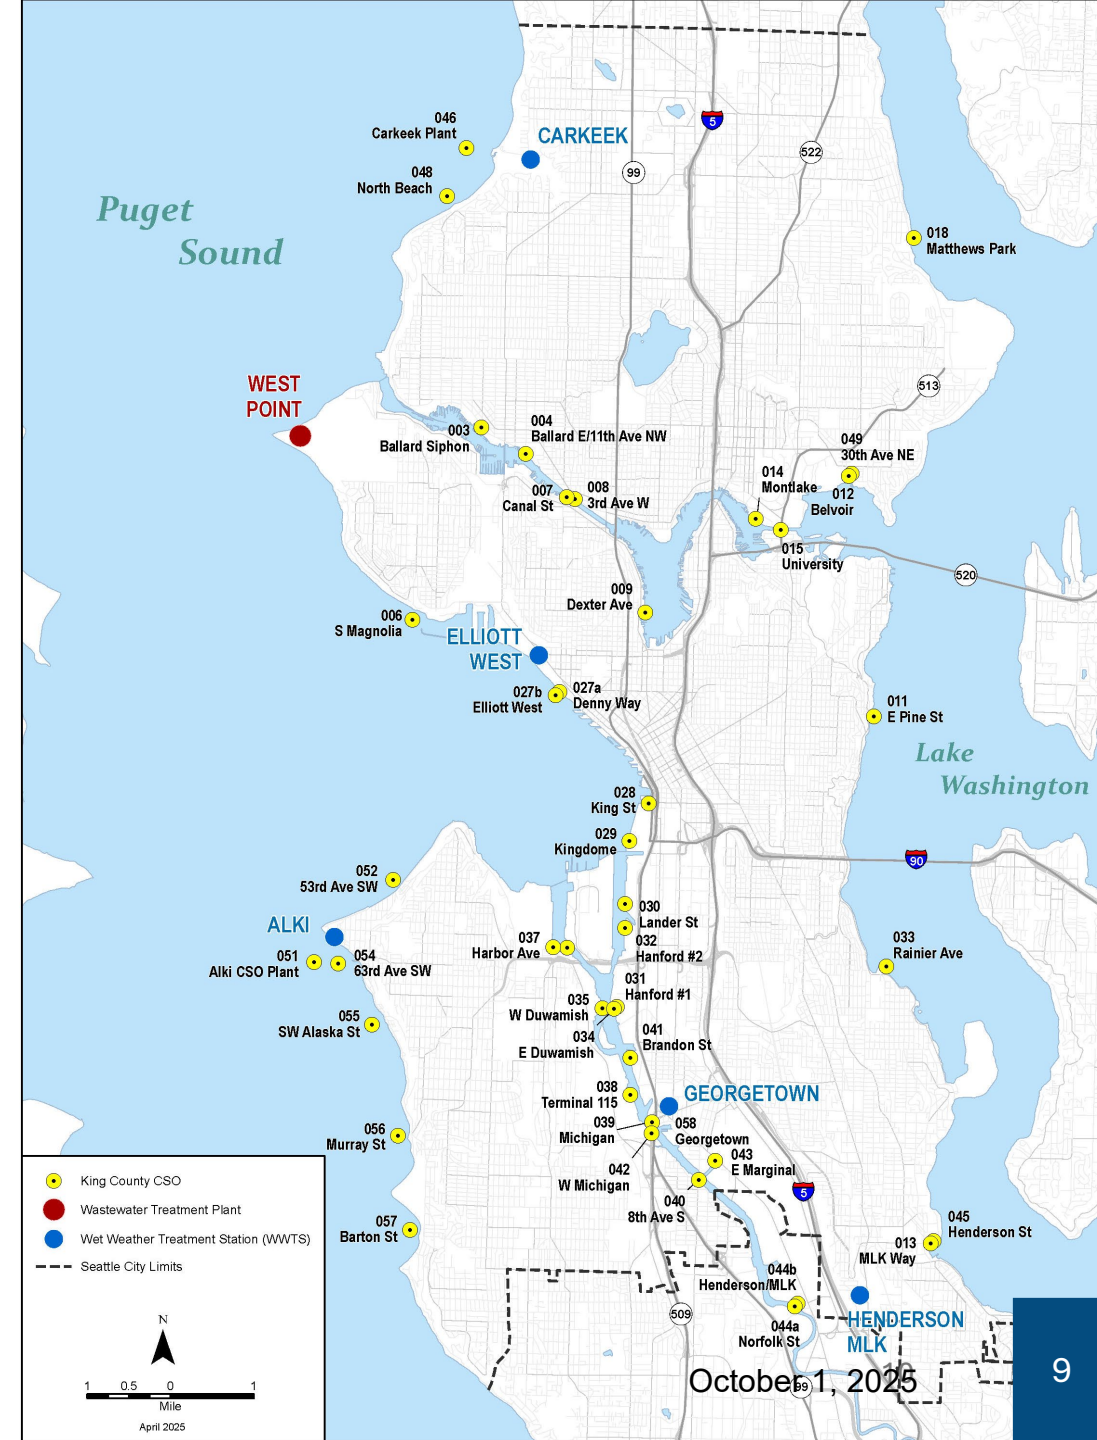 046
Carkeek Plant
CARKEEK
5
522
99
048
North Beach
Puget
Sound
018
Matthews Park
WEST
POINT
513
003
Ballard Siphon
004
Ballard E/11th Ave NW
049
30th Ave NE
014
Montlake
007
Canal St
008
3rd Ave W
012
Belvoir
015
University
520
009
Dexter Ave
006
S Magnolia
ELLIOTT
WEST
027b
Elliott West
027a
Denny Way
011
E Pine St
Lake
Washington
028
King St
029
Kingdome
90
052
53rd Ave SW
030
Lander St
ALKI
037
Harbor Ave
032
Hanford #2
033
Rainier Ave
051
Alki CSO Plant
054
63rd Ave SW
031
Hanford #1
035
W Duwamish
055
SW Alaska St
034
E Duwamish
041
Brandon St
038
Terminal 115
GEORGETOWN
039
Michigan
058
Georgetown
056
Murray St
043
E Marginal
042
W Michigan
040
8th Ave S
5
057
Barton St
045
Henderson St
013
MLK Way
044b
Henderson/MLK
509
044a
Norfolk St
HENDERSON
MLK
99
King County CSO
Wastewater Treatment Plant
Wet Weather Treatment Station (WWTS)
Seattle City Limits
N
1 0.5 0 1
Mile
April 2025
October 1, 2025
9